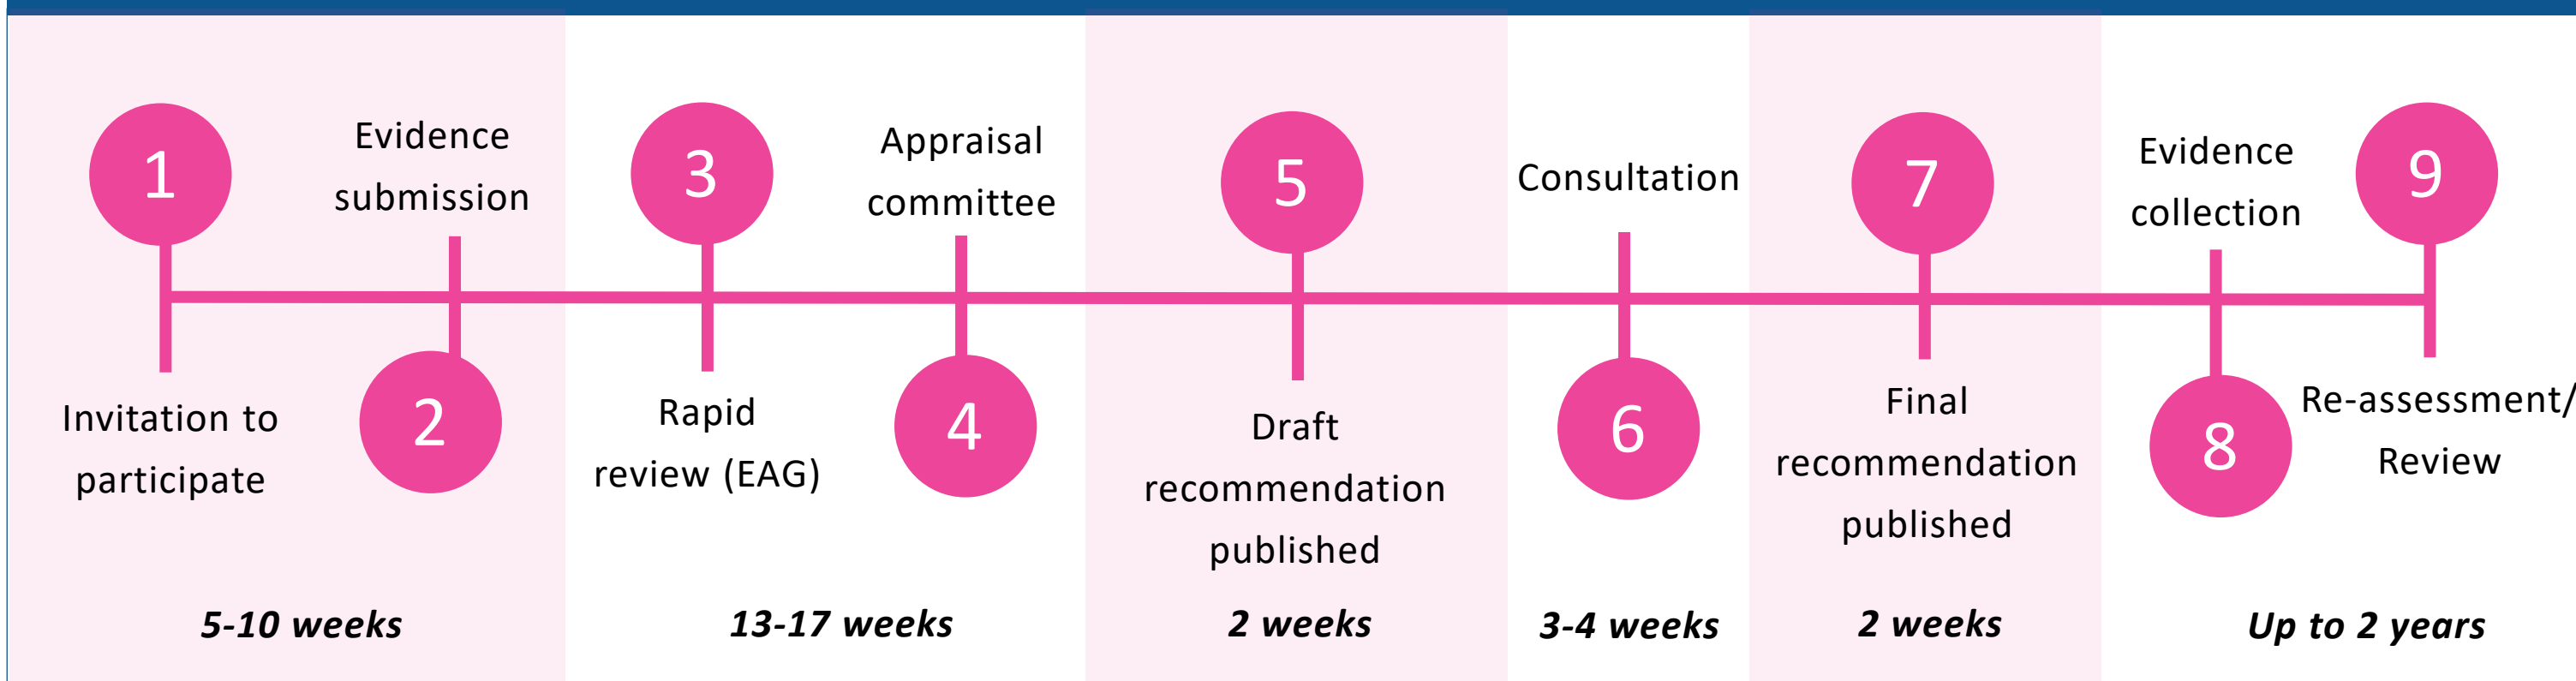 1
Invitation to
participate
Evidence
submission
2
5-10 weeks
3
Rapid
review (EAG)
Appraisal
committee
4
13-17 weeks
5
Draft
recommendation
published
2 weeks
Consultation
6
3-4 weeks
7
Final
recommendation
published
2 weeks
Evidence
collection
8
9
Re-assessment/
Review
Up to 2 years